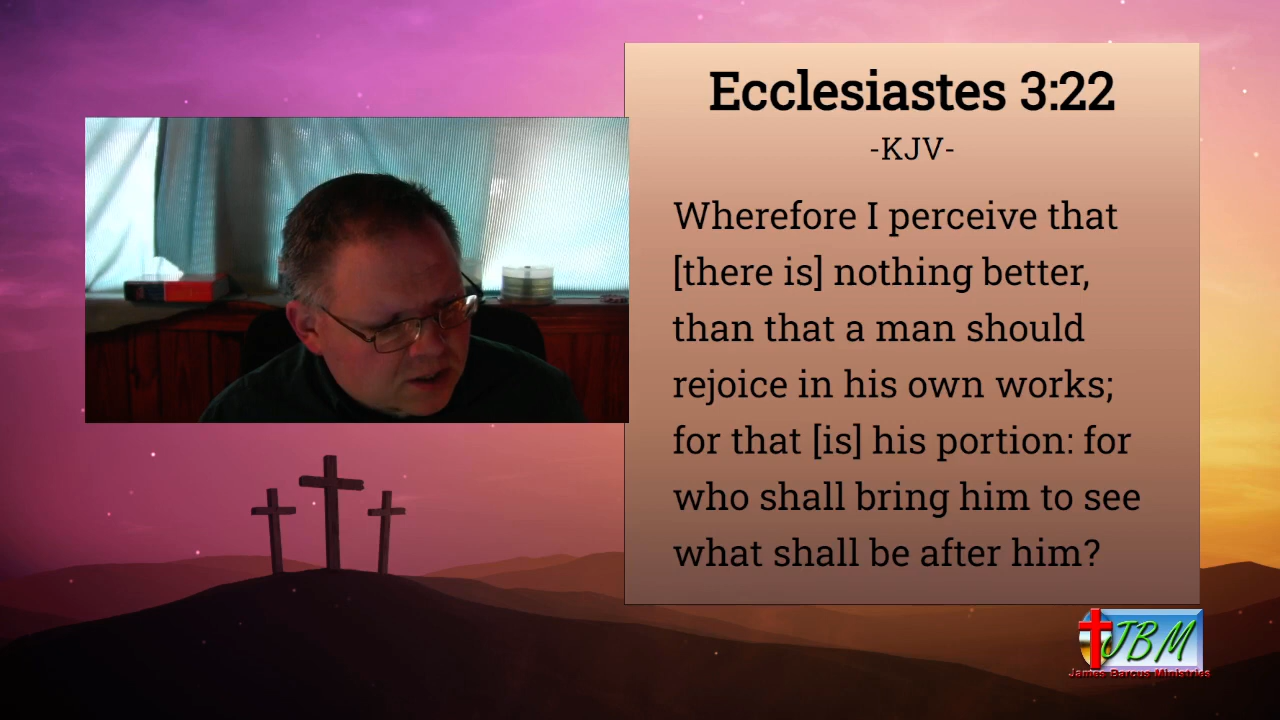 Ecclesiastes 3:22
-KJV-
Wherefore I perceive that
[there is] nothing better,
than that a man should
rejoice in his own works;
for that [is] his portion: for
who shall bring him to see
what shall be after him?
JBM
James Barcus Ministries